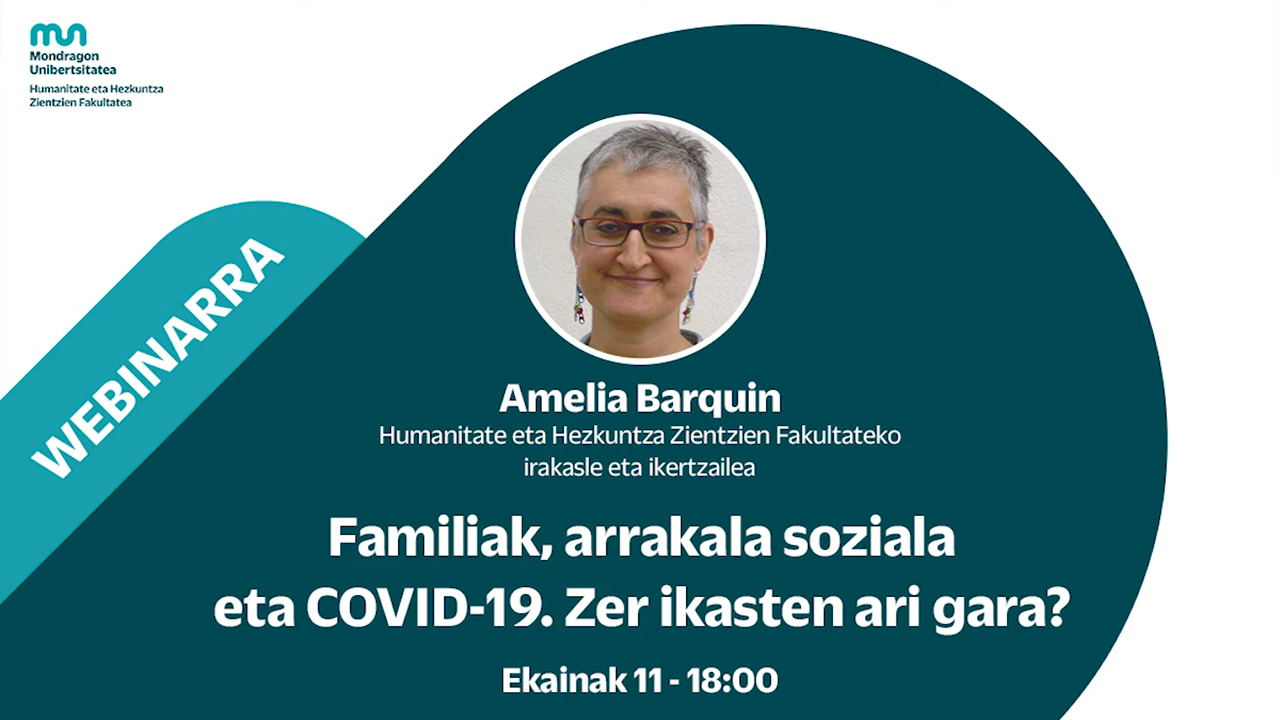 Mondragon
Unibertsitatea
Humanitate eta Hezkuntza
Zientzien Fakultatea
WEBINARRA
Amelia Barquin
Humanitate eta Hezkuntza Zientzien Fakultateko
irakasle eta ikertzailea
Familiak, arrakala soziala
eta COVID-19. Zer ikasten ari gara?
Ekainak 11 - 18:00